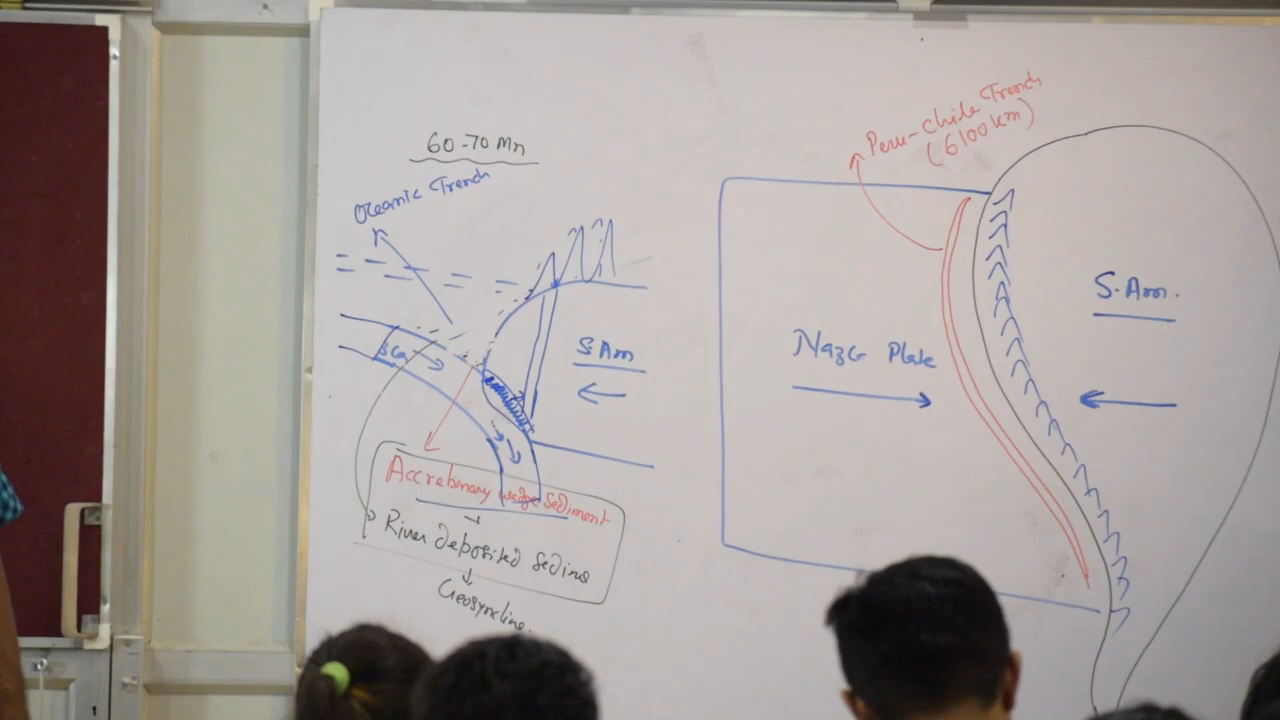 60-70 Mn
Oceanic Trench
S.Am
Accretionary wedge Sediment
River deposited Sedime
Geosyncline.
Peru-Chile Trench
(6100 km)
Nazca Plate
S.Am.